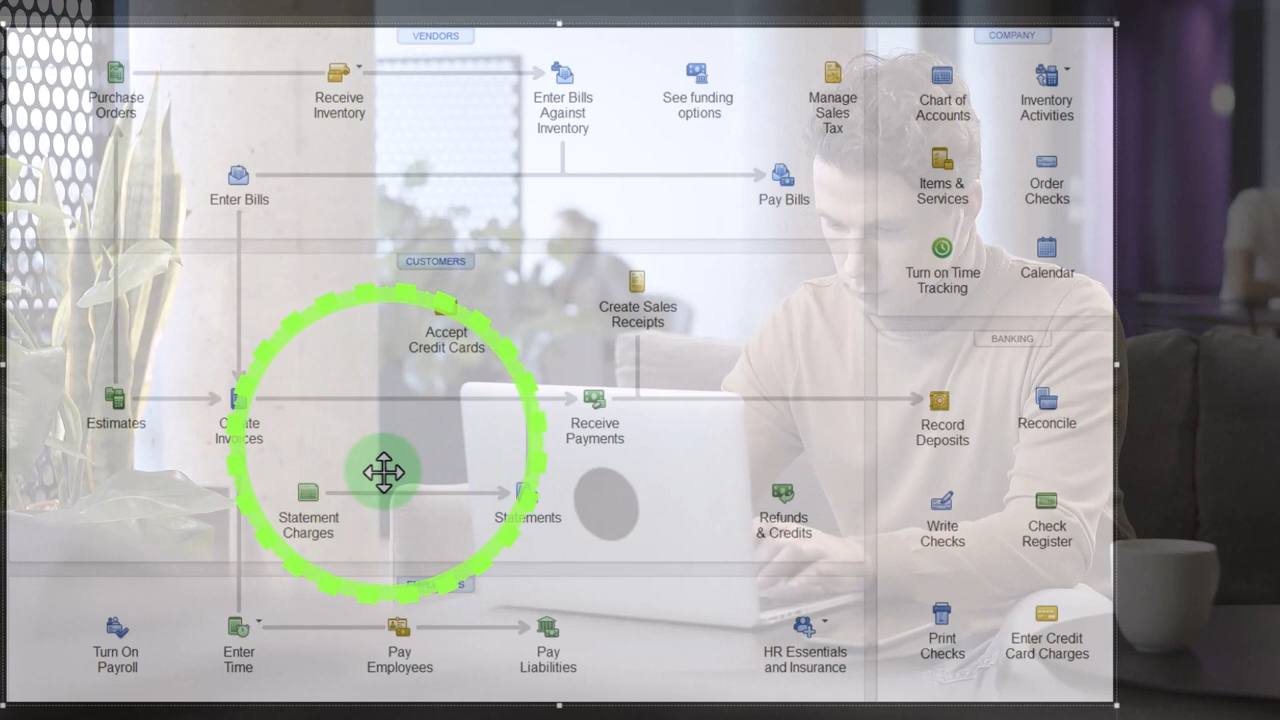 VENDORS
COMPANY
Purchase
Orders
Receive
Inventory
Enter Bills
Against
Inventory
See funding
options
Manage
Sales
Tax
Chart of
Accounts
Inventory
Activities
Enter Bills
Pay Bills
Items &
Services
Order
Checks
CUSTOMERS
Turn on Time
Tracking
Calendar
Create Sales
Receipts
Accept
Credit Cards
BANKING
Estimates
Create
Invoices
Receive
Payments
Record
Deposits
Reconcile
Statement
Charges
Statements
Refunds
& Credits
Write
Checks
Check
Register
Turn On
Payroll
Enter
Time
Pay
Employees
Pay
Liabilities
HR Essentials
and Insurance
Print
Checks
Enter Credit
Card Charges